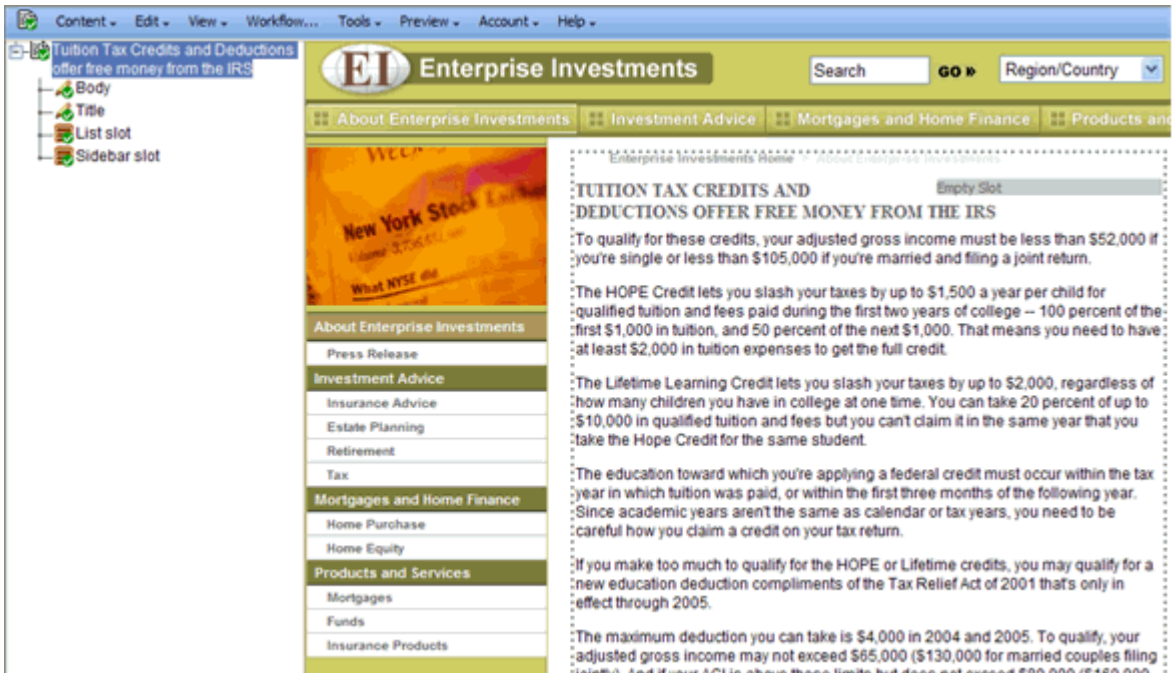 Content Edit View Workflow... Tools Preview Account Help
Tuition Tax Credits and Deductions
offer free money from the IRS
Body
Title
List slot
Sidebar slot
EI Enterprise Investments
Search GO Region/Country
About Enterprise Investments Investment Advice Mortgages and Home Finance Products an
New York Stock
What NYSE did
About Enterprise Investments
Press Release
Investment Advice
Insurance Advice
Estate Planning
Retirement
Tax
Mortgages and Home Finance
Home Purchase
Home Equity
Products and Services
Mortgages
Funds
Insurance Products
Enterprise Investments Home > About Enterprise Investments
Empty Slot
TUITION TAX CREDITS AND
DEDUCTIONS OFFER FREE MONEY FROM THE IRS
To qualify for these credits, your adjusted gross income must be less than $52,000 if
you're single or less than $105,000 if you're married and filing a joint return.
The HOPE Credit lets you slash your taxes by up to $1,500 a year per child for
qualified tuition and fees paid during the first two years of college -- 100 percent of the
first $1,000 in tuition, and 50 percent of the next $1,000. That means you need to have
at least $2,000 in tuition expenses to get the full credit.
The Lifetime Learning Credit lets you slash your taxes by up to $2,000, regardless of
how many children you have in college at one time. You can take 20 percent of up to
$10,000 in qualified tuition and fees but you can't claim it in the same year that you
take the Hope Credit for the same student.
The education toward which you're applying a federal credit must occur within the tax
year in which tuition was paid, or within the first three months of the following year.
Since academic years aren't the same as calendar or tax years, you need to be
careful how you claim a credit on your tax return.
If you make too much to qualify for the HOPE or Lifetime credits, you may qualify for a
new education deduction compliments of the Tax Relief Act of 2001 that's only in
effect through 2005.
The maximum deduction you can take is $4,000 in 2004 and 2005. To qualify, your
adjusted gross income may not exceed $65,000 ($130,000 for married couples filing
jointly). And if your AGI is above these limits but does not exceed $80,000 ($160,000